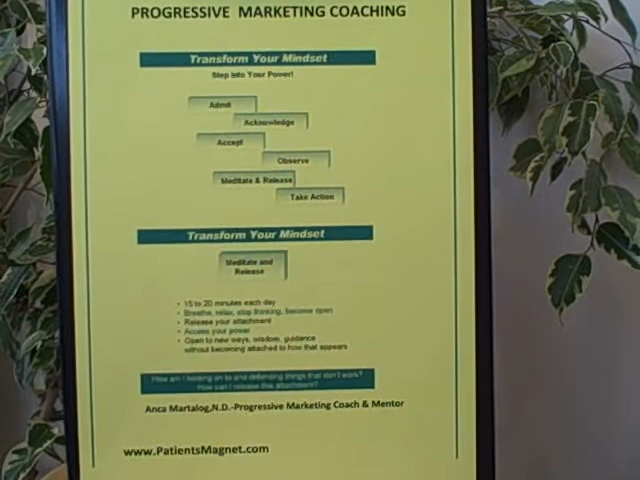 PROGRESSIVE MARKETING COACHING
Transform Your Mindset
Step Into Your Power!
Admit
Acknowledge
Accept
Observe
Meditate & Release
Take Action
Transform Your Mindset
Meditate and
Release
• 15 to 20 minutes each day
• Breathe, relax, stop thinking, become open
• Release your attachment
• Access your power
• Open to new ways, wisdom, guidance
without becoming attached to how that appears
How am I holding on to and defending things that don't work?
How can I release this attachment?
Anca Martalog,N.D.-Progressive Marketing Coach & Mentor
www.PatientsMagnet.com